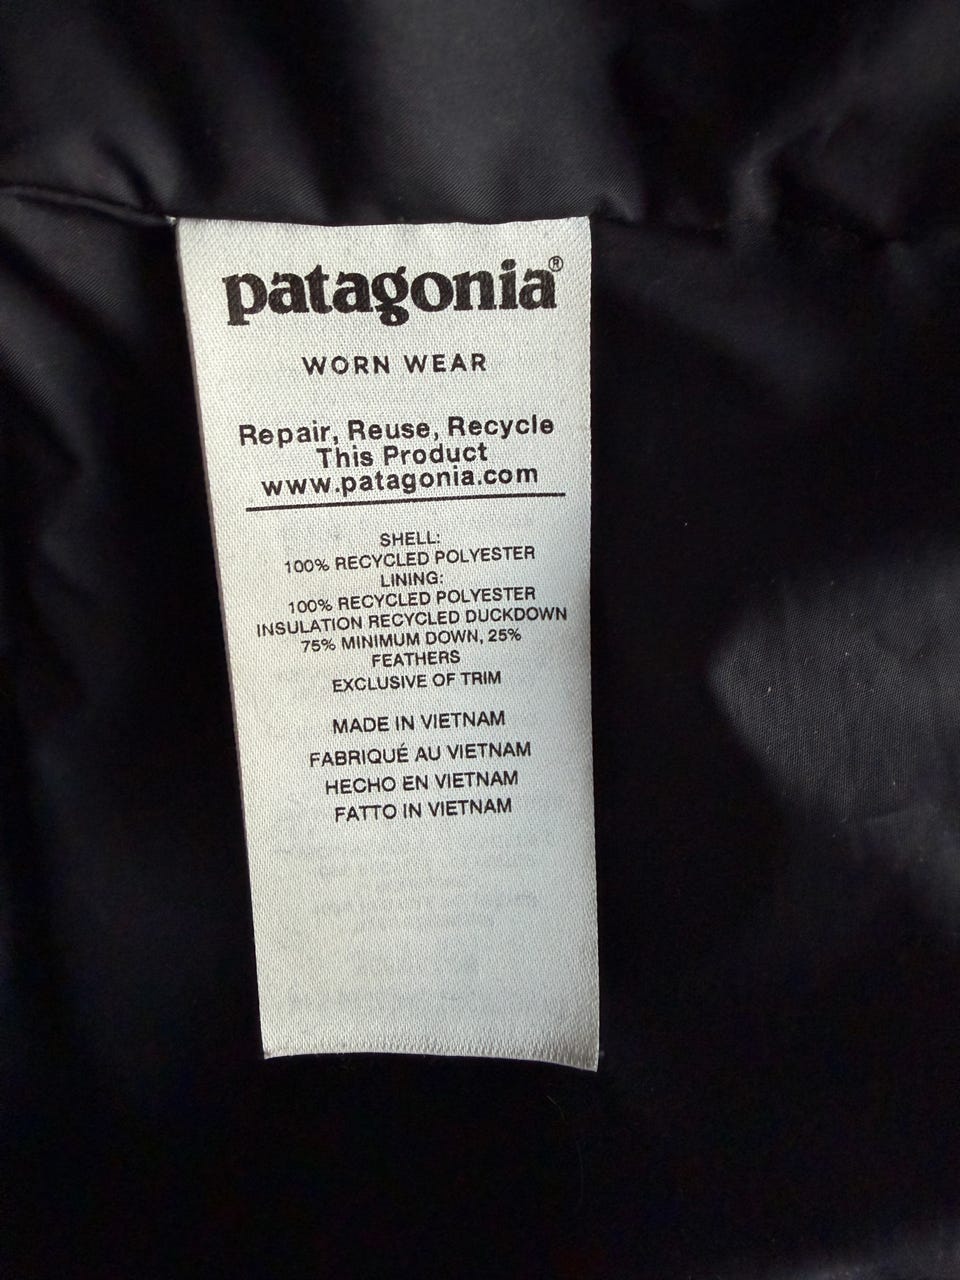 patagonia®
WORN WEAR
Repair, Reuse, Recycle
This Product
www.patagonia.com
SHELL:
100% RECYCLED POLYESTER
LINING:
100% RECYCLED POLYESTER
INSULATION RECYCLED DUCKDOWN
75% MINIMUM DOWN, 25%
FEATHERS
EXCLUSIVE OF TRIM
MADE IN VIETNAM
FABRIQUÉ AU VIETNAM
HECHO EN VIETNAM
FATTO IN VIETNAM